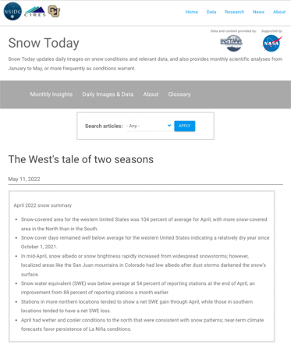 NSIDC
CIRES
Home Data Research News About
Data and content provided by Supported by
NASA
Snow Today
Snow Today updates daily images on snow conditions and relevant data, and also provides monthly scientific analyses from
January to May, or more frequently as conditions warrant.
Monthly Insights Daily Images & Data About Glossary
Search articles: - Any - APPLY
The West's tale of two seasons
May 11, 2022
April 2022 snow summary
• Snow-covered area for the western United States was 104 percent of average for April, with more snow-covered
area in the North than in the South.
• Snow cover days remained well below average for the western United States indicating a relatively dry year since
October 1, 2021.
• In mid-April, snow albedo or snow brightness rapidly increased from widespread snowstorms; however,
localized areas like the San Juan mountains in Colorado had low albedo after dust storms darkened the snow's
surface.
• Snow water equivalent (SWE) was below average at 54 percent of reporting stations at the end of April, an
improvement from 88 percent of reporting stations a month earlier.
• Stations in more northern locations tended to show a net SWE gain through April, while those in southern
locations tended to have a net SWE loss.
• April had wetter and cooler conditions to the north that were consistent with snow patterns; near-term climate
forecasts favor persistence of La Niña conditions.